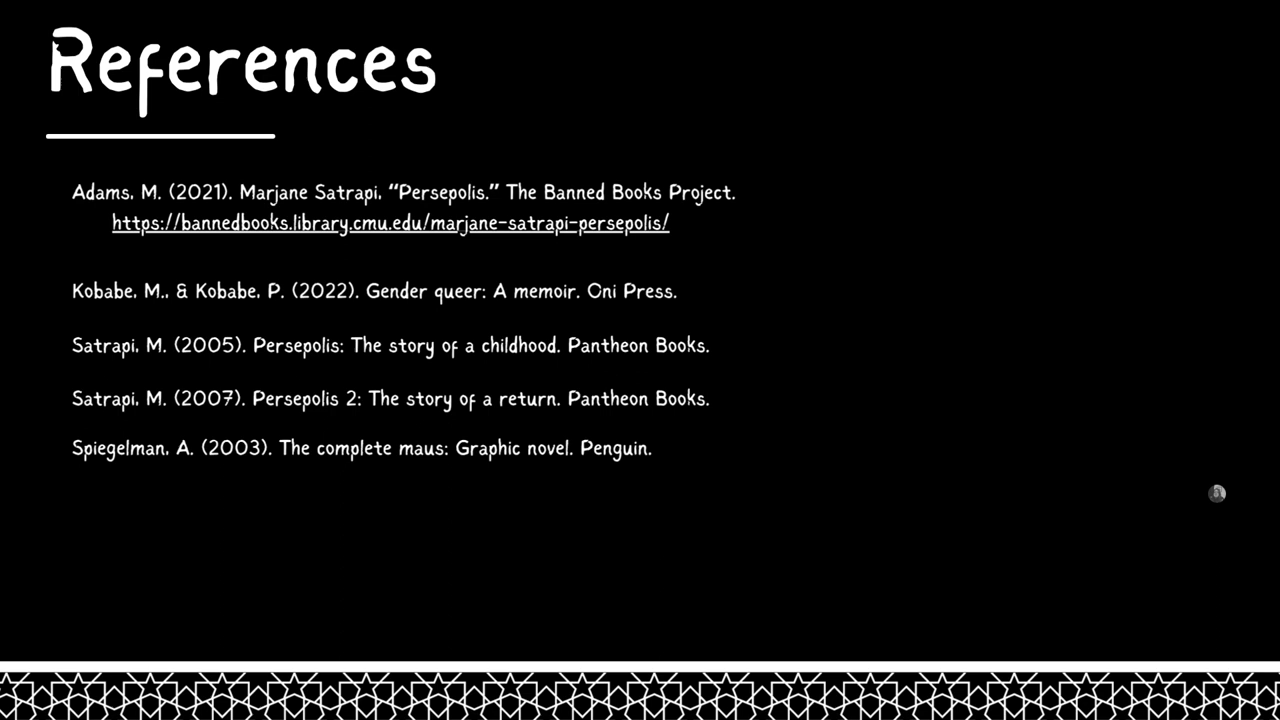 References
Adams, M. (2021). Marjane Satrapi, “Persepolis.” The Banned Books Project.
https://bannedbooks.library.cmu.edu/marjane-satrapi-persepolis/
Kobabe, M., & Kobabe, P. (2022). Gender queer: A memoir. Oni Press.
Satrapi, M. (2005). Persepolis: The story of a childhood. Pantheon Books.
Satrapi, M. (2007). Persepolis 2: The story of a return. Pantheon Books.
Spiegelman, A. (2003). The complete maus: Graphic novel. Penguin.